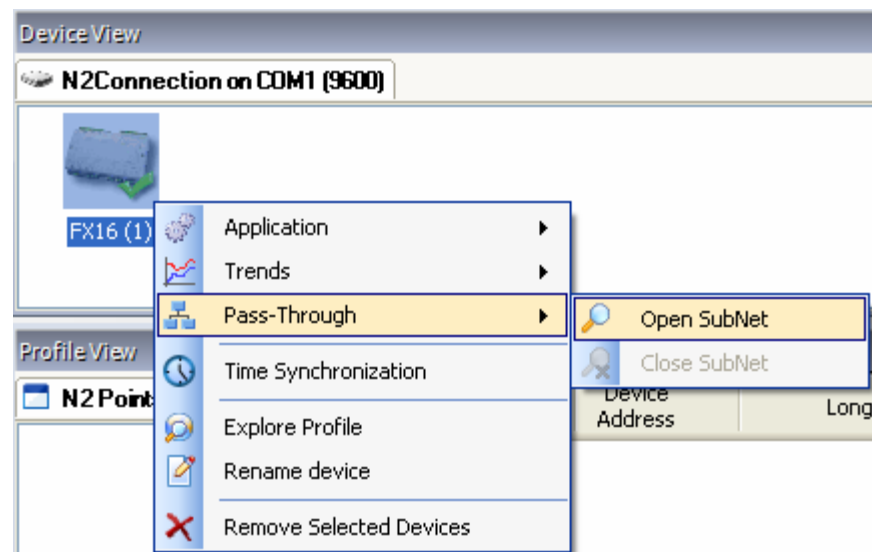 Device View
N2Connection on COM1 (9600)
FX16 (1)
Application
Trends
Pass-Through
Open SubNet
Close SubNet
Profile View
Time Synchronization
N2 Point
Device
Address
Long
Explore Profile
Rename device
Remove Selected Devices